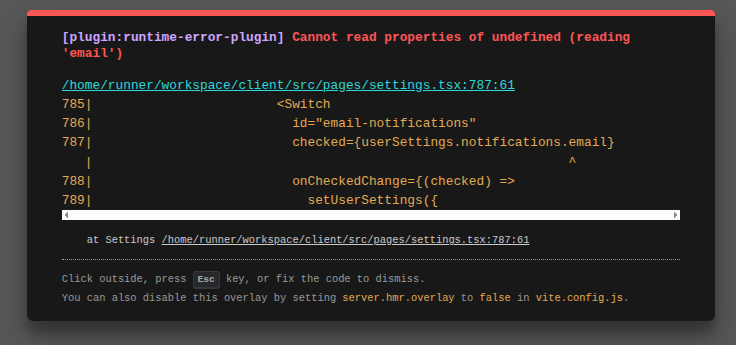 [plugin:runtime-error-plugin] Cannot read properties of undefined (reading
'email')
/home/runner/workspace/client/src/pages/settings.tsx:787:61
785|                        <Switch
786|                          id="email-notifications"
787|                          checked={userSettings.notifications.email}
   |                                                              ^
788|                          onCheckedChange={(checked) =>
789|                            setUserSettings({
at Settings /home/runner/workspace/client/src/pages/settings.tsx:787:61
Click outside, press Esc key, or fix the code to dismiss.
You can also disable this overlay by setting server.hmr.overlay to false in vite.config.js.